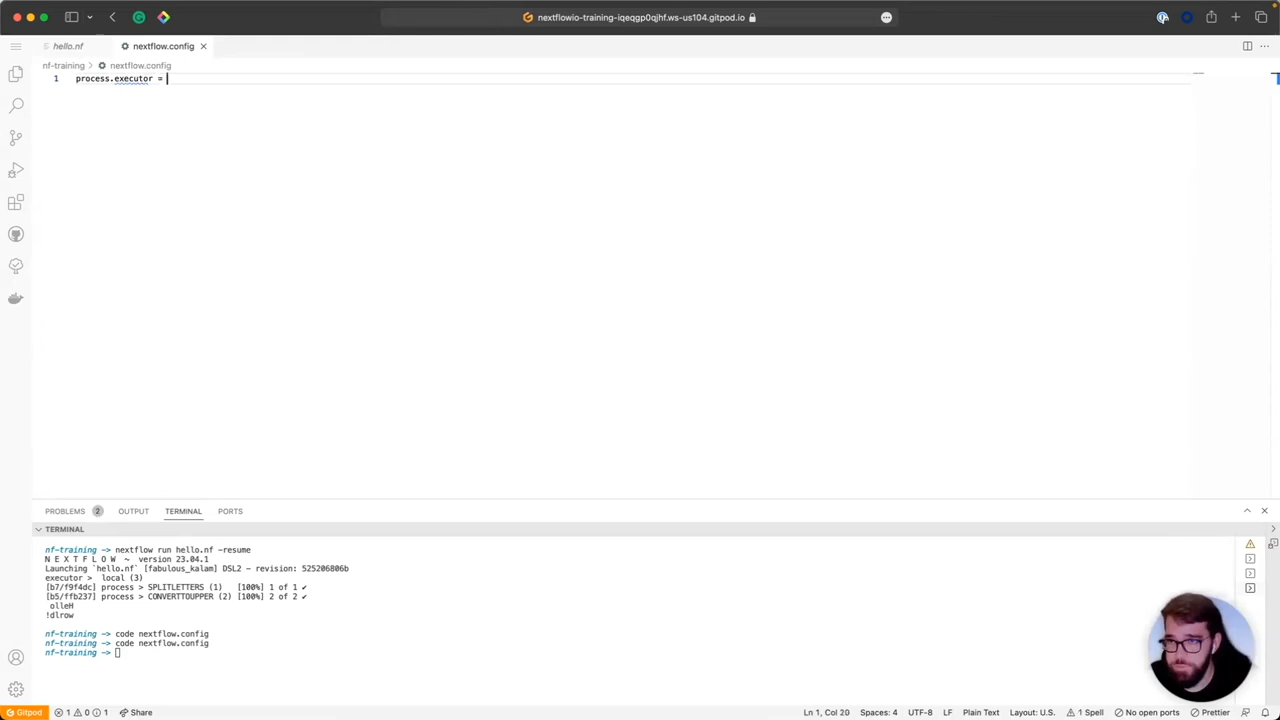 nextflowio-training-iqeqgp0qjhf.ws-us104.gitpod.io
hello.nf
nextflow.config
nf-training > nextflow.config
1 process.executor =
PROBLEMS 2 OUTPUT TERMINAL PORTS
TERMINAL
nf-training -> nextflow run hello.nf -resume
N E X T F L O W ~ version 23.04.1
Launching `hello.nf` [fabulous_kalam] DSL2 - revision: 525206806b
executor > local (3)
[b7/f9f4dc] process > SPLITLETTERS (1) [100%] 1 of 1 ✔
[b5/ffb237] process > CONVERTTOUPPER (2) [100%] 2 of 2 ✔
olleH
!dlrow
nf-training -> code nextflow.config
nf-training -> code nextflow.config
nf-training ->
Gitpod 1 0 1 Share Ln 1, Col 20 Spaces: 4 UTF-8 LF Plain Text Layout: U.S. 1 Spell No open ports Prettier